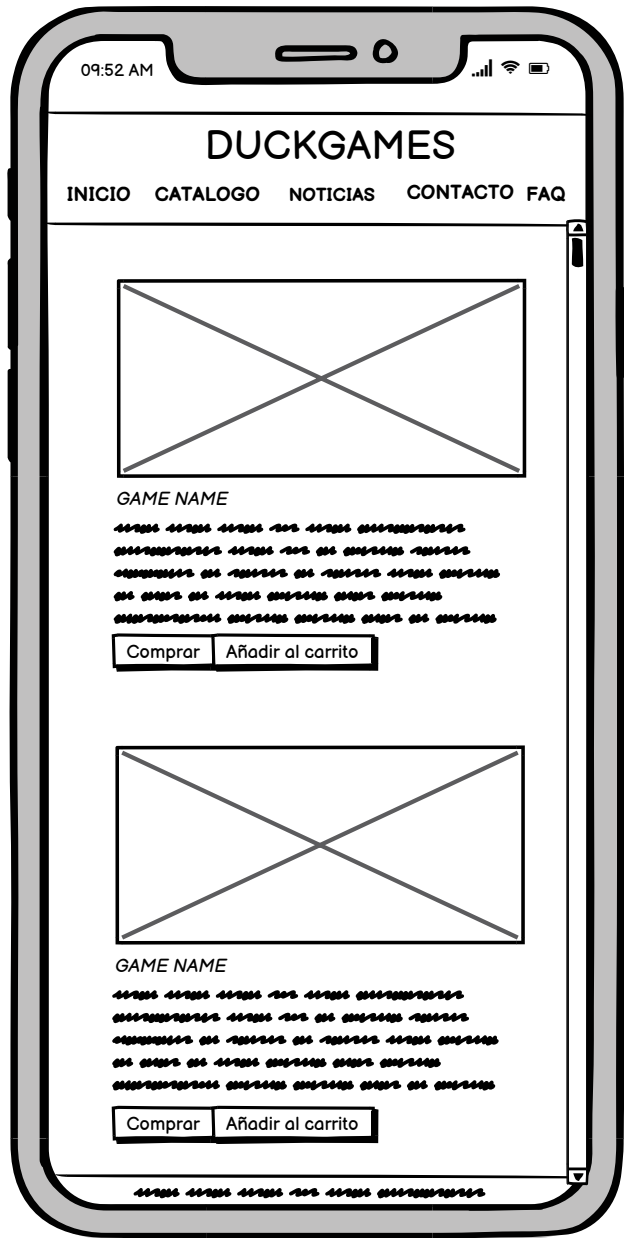 09:52 AM
DUCKGAMES
INICIO CATALOGO NOTICIAS CONTACTO FAQ
GAME NAME
Comprar Añadir al carrito
GAME NAME
Comprar Añadir al carrito